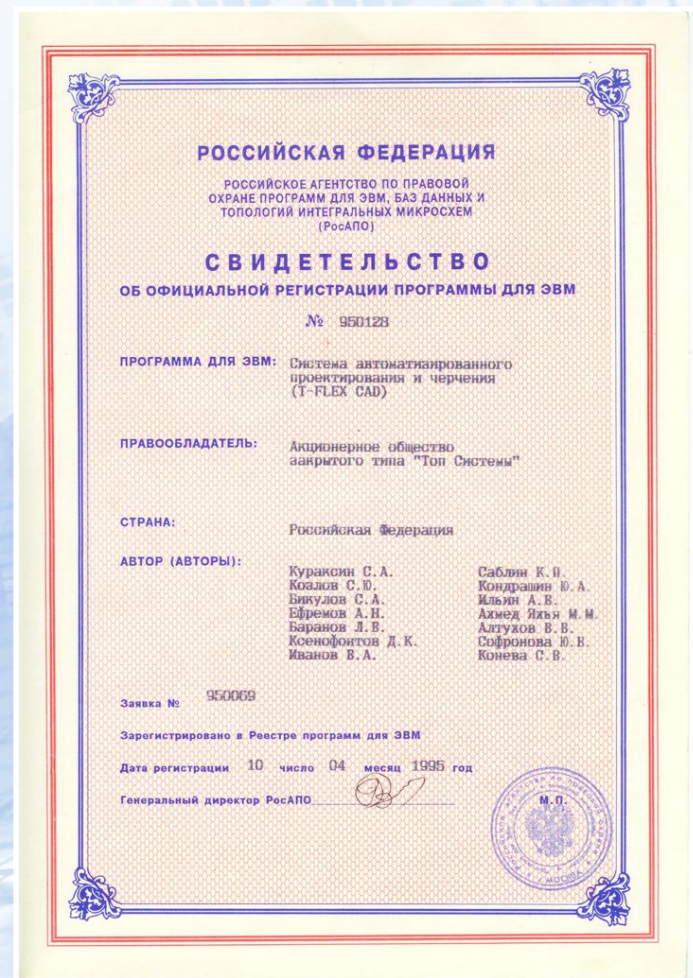 РОССИЙСКАЯ ФЕДЕРАЦИЯ
РОССИЙСКОЕ АГЕНТСТВО ПО ПРАВОВОЙ
ОХРАНЕ ПРОГРАММ ДЛЯ ЭВМ, БАЗ ДАННЫХ И
ТОПОЛОГИЙ ИНТЕГРАЛЬНЫХ МИКРОСХЕМ
(РосАПО)
СВИДЕТЕЛЬСТВО
ОБ ОФИЦИАЛЬНОЙ РЕГИСТРАЦИИ ПРОГРАММЫ ДЛЯ ЭВМ
№ 950128
ПРОГРАММА ДЛЯ ЭВМ: Система автоматизированного
проектирования и черчения
(T-FLEX CAD)
ПРАВООБЛАДАТЕЛЬ: Акционерное общество
закрытого типа "Топ Системы"
СТРАНА: Российская Федерация
АВТОР (АВТОРЫ):
Кураксин С.А. Саблин К.Н.
Козлов С.Ю. Кондрашин Ю.А.
Бикулов С.А. Ильин А.В.
Ефремов А.Н. Ахмед Яхья М.М.
Баранов Л.В. Алтухов В.В.
Ксенофонтов Д.К. Софронова Ю.В.
Иванов В.А. Конева С.В.
Заявка № 950069
Зарегистрировано в Реестре программ для ЭВМ
Дата регистрации 10 число 04 месяц 1995 год
Генеральный директор РосАПО М.П.
г. МОСКВА